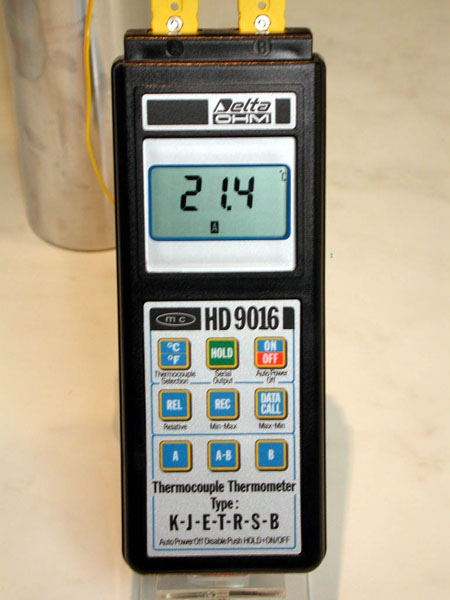 A B
Delta
OHM
21.4 °C
A
mc HD 9016
°C °F HOLD ON OFF
Thermocouple Selection Serial Output Auto Power Off
REL REC DATA CALL
Relative Min-Max Max-Min
A A-B B
Thermocouple Thermometer
Type:
K-J-E-T-R-S-B
Auto Power Off Disable Push HOLD+ON/OFF